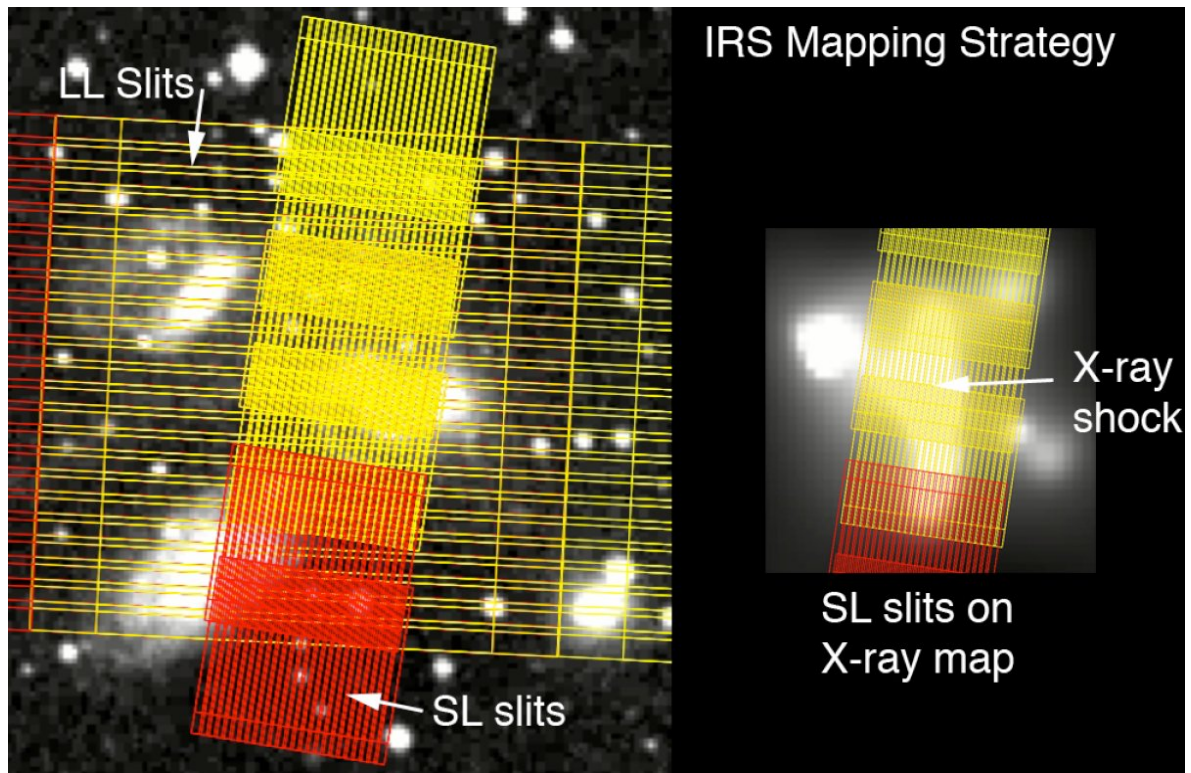 IRS Mapping Strategy
LL Slits
X-ray
shock
SL slits on
X-ray map
SL slits